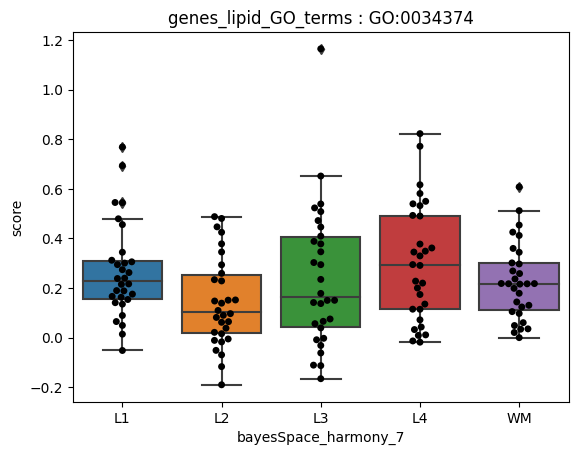 genes_lipid_GO_terms : GO:0034374
1.2
1.0
0.8
0.6
0.4
0.2
0.0
−0.2
score
L1 L2 L3 L4 WM
bayesSpace_harmony_7